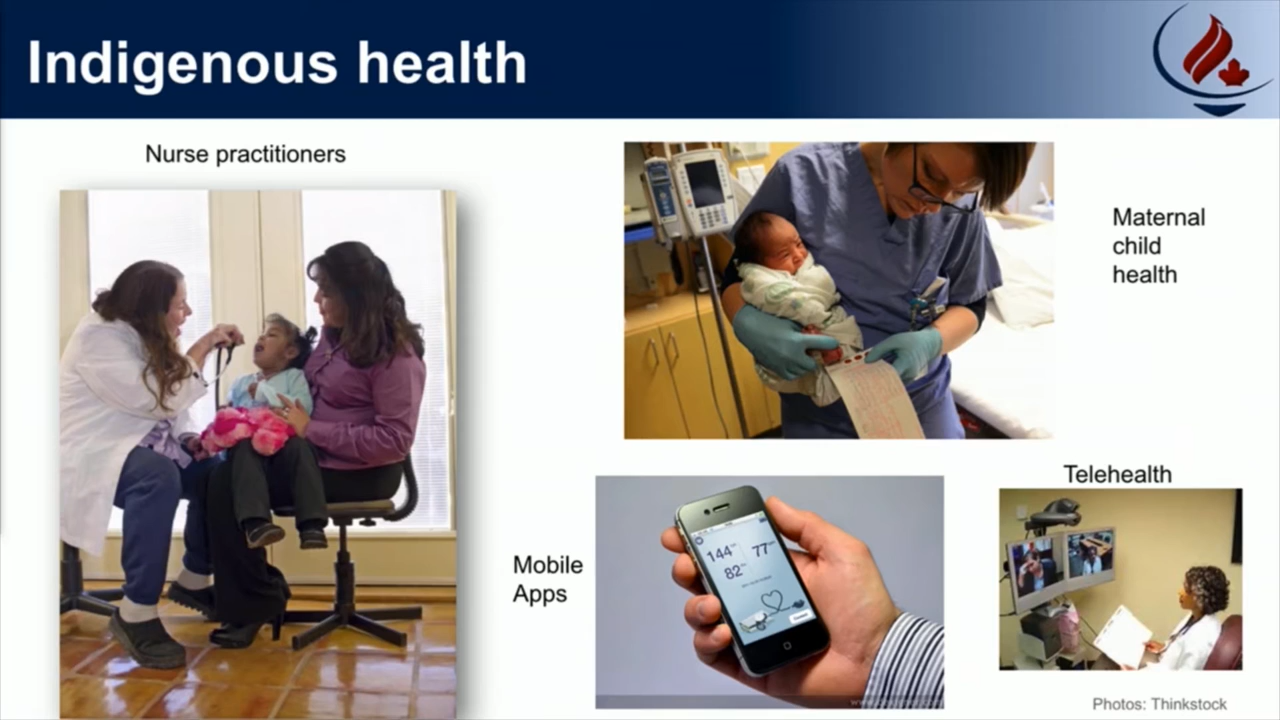 Indigenous health
Nurse practitioners
Maternal
child
health
Telehealth
Mobile
Apps
144
77
82
Photos: Thinkstock